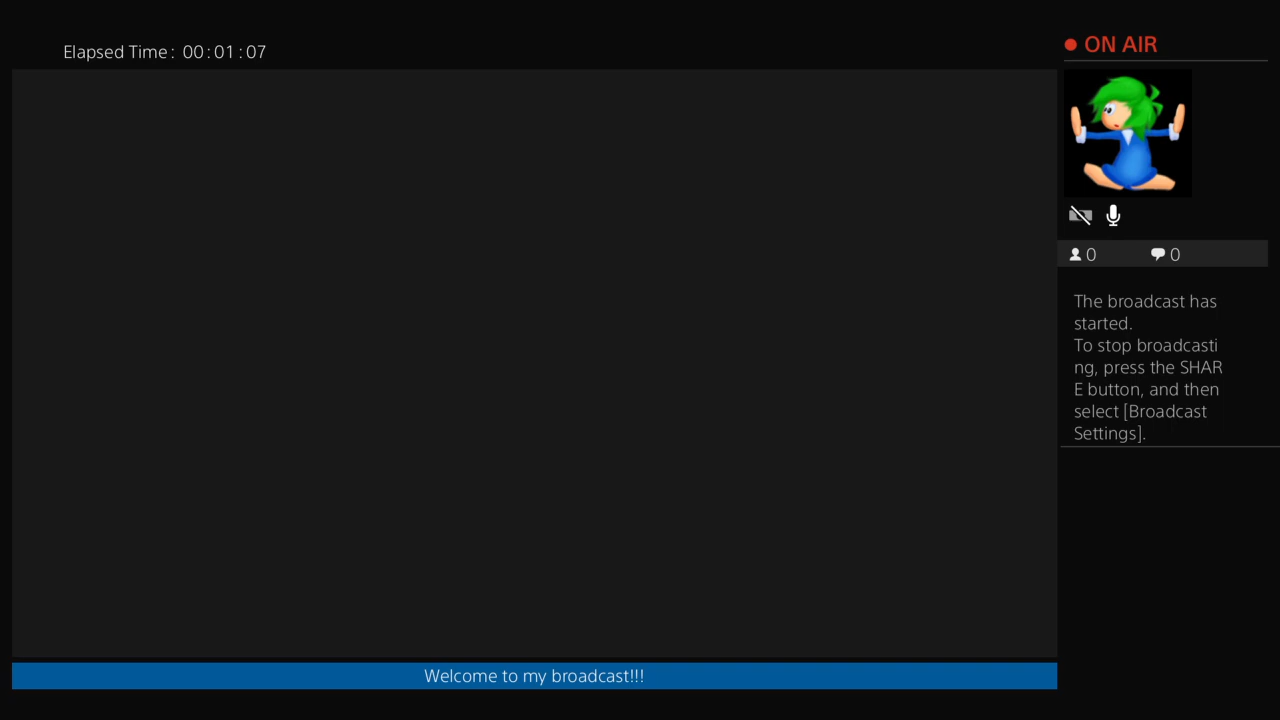 Elapsed Time: 00:01:07
ON AIR
0 0
The broadcast has
started.
To stop broadcasti
ng, press the SHAR
E button, and then
select [Broadcast
Settings].
Welcome to my broadcast!!!